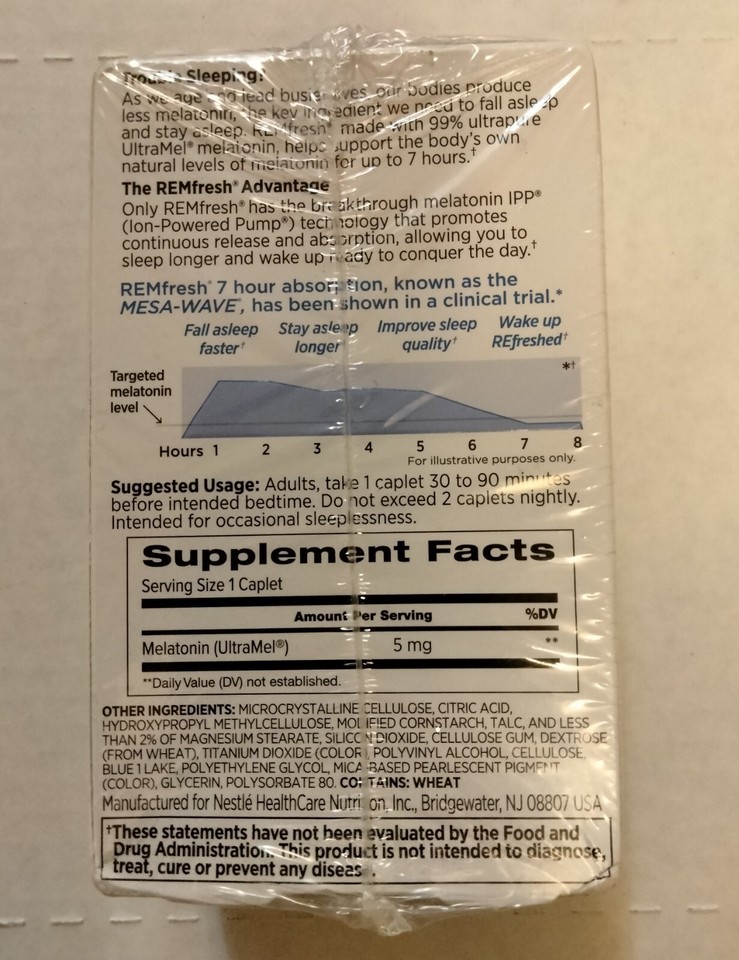 Trouble Sleeping?
As we age and lead busier lives, our bodies produce
less melatonin, the key ingredient we need to fall asleep
and stay asleep. REMfresh® made with 99% ultrapure
UltraMel® melatonin, helps support the body's own
natural levels of melatonin for up to 7 hours.†
The REMfresh® Advantage
Only REMfresh® has the breakthrough melatonin IPP®
(Ion-Powered Pump®) technology that promotes
continuous release and absorption, allowing you to
sleep longer and wake up ready to conquer the day.†
REMfresh® 7 hour absorption, known as the
MESA-WAVE, has been shown in a clinical trial.*
Fall asleep faster†
Stay asleep longer†
Improve sleep quality†
Wake up REfreshed†
*†
Targeted
melatonin
level
Hours 1 2 3 4 5 6 7 8
For illustrative purposes only.
Suggested Usage: Adults, take 1 caplet 30 to 90 minutes
before intended bedtime. Do not exceed 2 caplets nightly.
Intended for occasional sleeplessness.
Supplement Facts
Serving Size 1 Caplet
Amount Per Serving %DV
Melatonin (UltraMel®) 5 mg **
**Daily Value (DV) not established.
OTHER INGREDIENTS: MICROCRYSTALLINE CELLULOSE, CITRIC ACID,
HYDROXYPROPYL METHYLCELLULOSE, MODIFIED CORNSTARCH, TALC, AND LESS
THAN 2% OF MAGNESIUM STEARATE, SILICON DIOXIDE, CELLULOSE GUM, DEXTROSE
(FROM WHEAT), TITANIUM DIOXIDE (COLOR), POLYVINYL ALCOHOL, CELLULOSE,
BLUE 1 LAKE, POLYETHYLENE GLYCOL, MICA-BASED PEARLESCENT PIGMENT
(COLOR), GLYCERIN, POLYSORBATE 80. CONTAINS: WHEAT
Manufactured for Nestlé HealthCare Nutrition, Inc., Bridgewater, NJ 08807 USA
†These statements have not been evaluated by the Food and
Drug Administration. This product is not intended to diagnose,
treat, cure or prevent any disease.